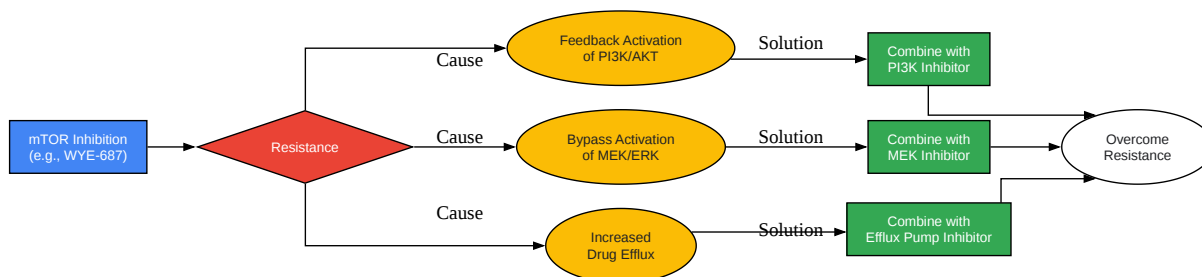 mTOR Inhibition
(e.g., WYE-687)
Resistance
Cause
Feedback Activation
of PI3K/AKT
Solution
Combine with
PI3K Inhibitor
Cause
Bypass Activation
of MEK/ERK
Solution
Combine with
MEK Inhibitor
Cause
Increased
Drug Efflux
Solution
Combine with
Efflux Pump Inhibitor
Overcome
Resistance